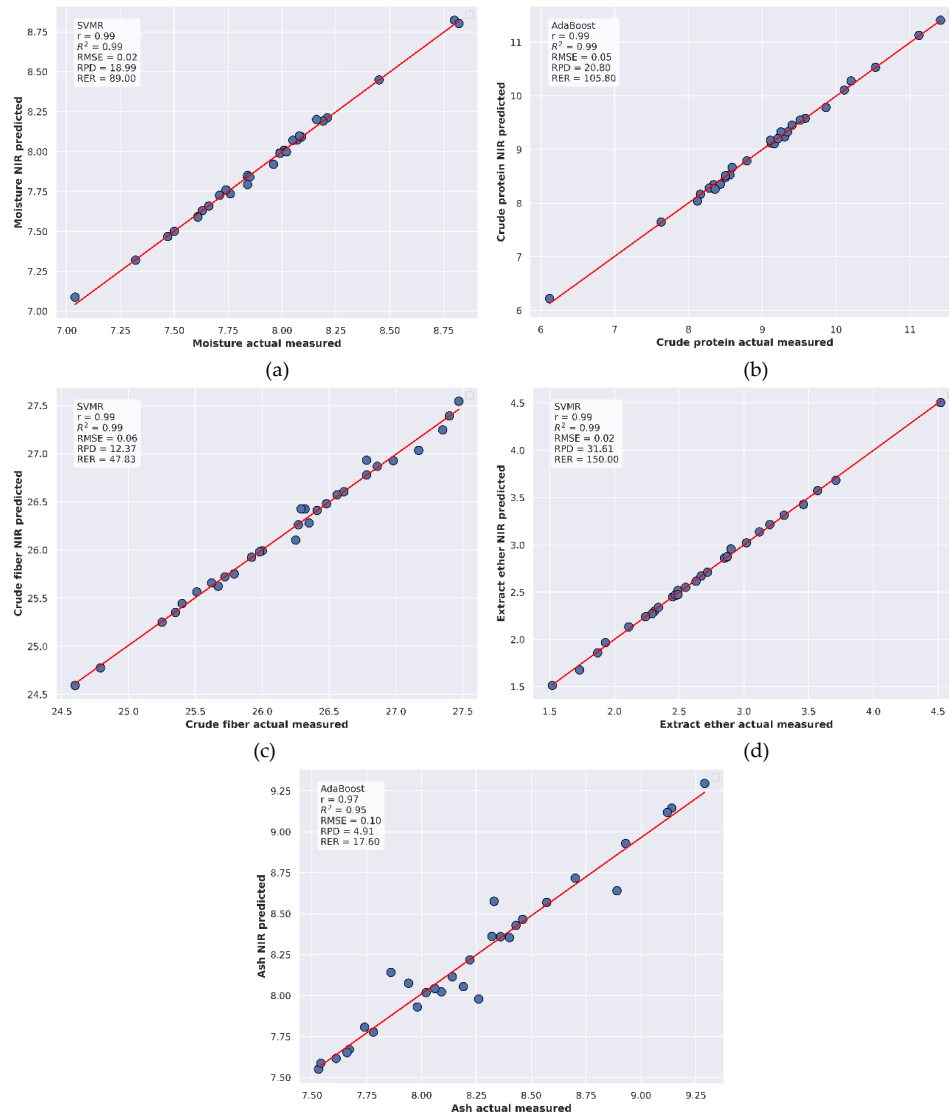 SVMR
r = 0.99
R² = 0.99
RMSE = 0.02
RPD = 18.99
RER = 89.00
8.75
8.50
8.25
8.00
7.75
7.50
7.25
7.00
Moisture NIR predicted
7.00 7.25 7.50 7.75 8.00 8.25 8.50 8.75
Moisture actual measured
(a)
AdaBoost
r = 0.99
R² = 0.99
RMSE = 0.05
RPD = 20.80
RER = 105.80
11
10
9
8
7
6
Crude protein NIR predicted
6 7 8 9 10 11
Crude protein actual measured
(b)
SVMR
r = 0.99
R² = 0.99
RMSE = 0.06
RPD = 12.37
RER = 47.83
27.5
27.0
26.5
26.0
25.5
25.0
24.5
Crude fiber NIR predicted
24.5 25.0 25.5 26.0 26.5 27.0 27.5
Crude fiber actual measured
(c)
SVMR
r = 0.99
R² = 0.99
RMSE = 0.02
RPD = 31.61
RER = 150.00
4.5
4.0
3.5
3.0
2.5
2.0
1.5
Extract ether NIR predicted
1.5 2.0 2.5 3.0 3.5 4.0 4.5
Extract ether actual measured
(d)
AdaBoost
r = 0.97
R² = 0.95
RMSE = 0.10
RPD = 4.91
RER = 17.60
9.25
9.00
8.75
8.50
8.25
8.00
7.75
7.50
Ash NIR predicted
7.50 7.75 8.00 8.25 8.50 8.75 9.00 9.25
Ash actual measured